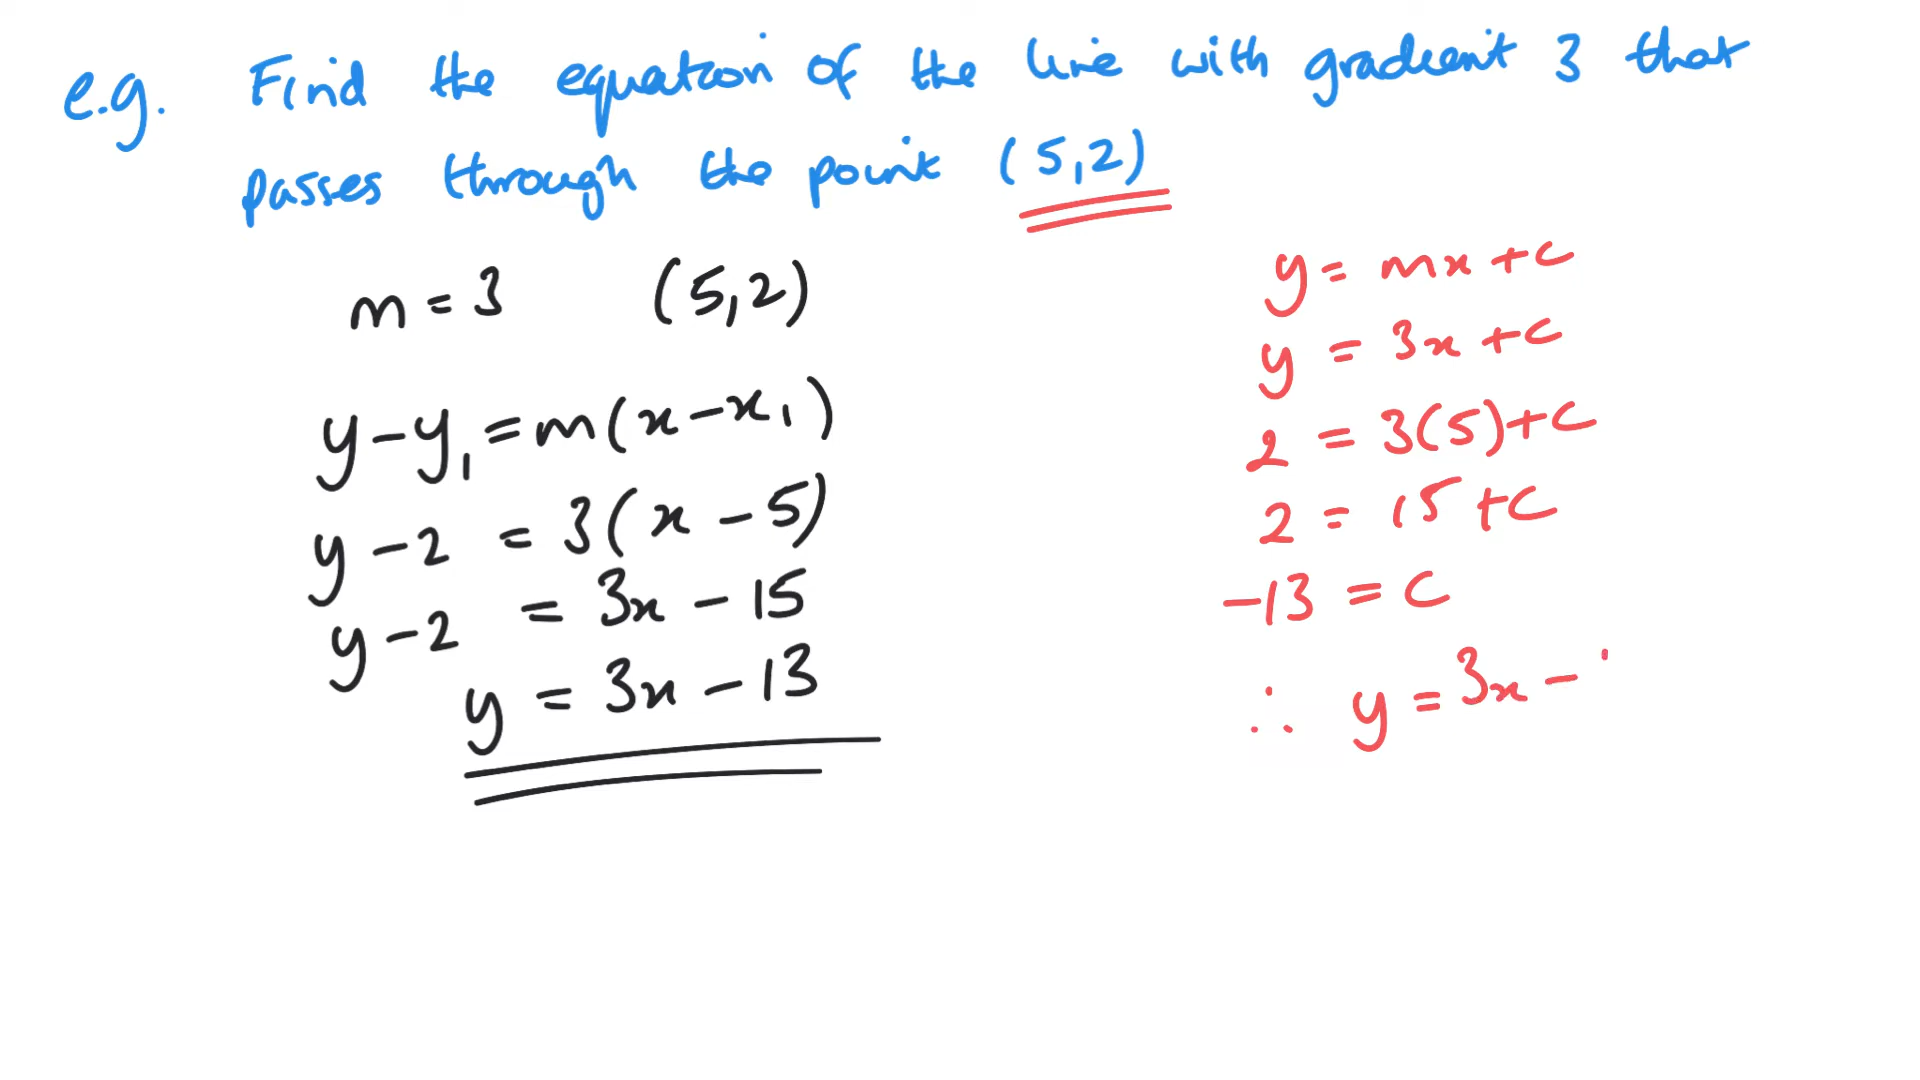 e.g. Find the equation of the line with gradient 3 that
passes through the point (5,2)
m = 3 (5,2)
y-y₁=m(x-x₁)
y-2 = 3(x-5)
y-2 = 3x-15
y = 3x-13
y = mx+c
y = 3x+c
2 = 3(5)+c
2 = 15+c
-13 = c
∴ y = 3x-